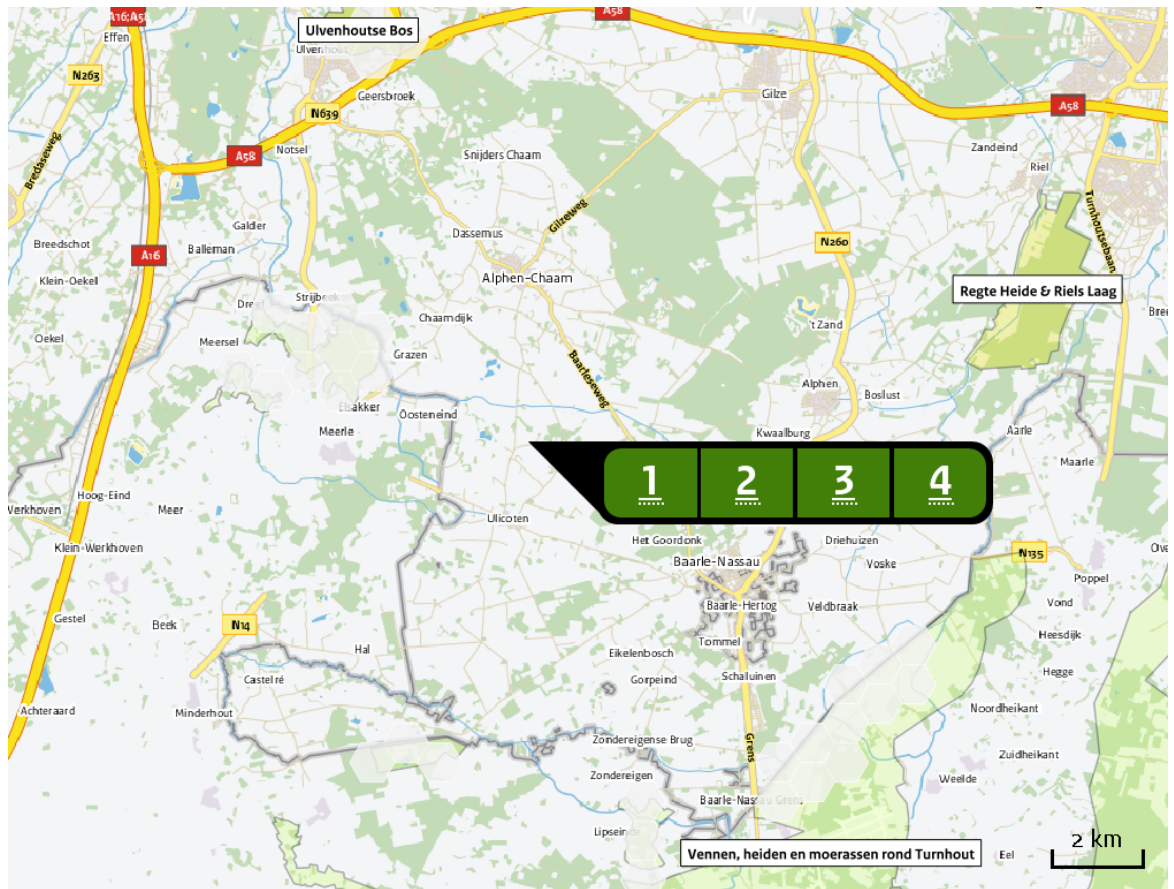 A16;A58
A58
Effen
Ulvenhoutse Bos
Ulvenhout
N263
Geersbroek
Gilze
N639
A58
A58
Notsel
Snijders Chaam
Zandeind
Riel
Bredaseweg
Gilzeweg
Turnhoutsebaan
Galder
Dassemus
Breedschot
Balleman
A16
N260
Klein-Oekel
Alphen-Chaam
Regte Heide & Riels Laag
Strijbeek
Dreef
Chaamdijk
't Zand
Oekel
Meersel
Grazen
Baarleseweg
Alphen
Boslust
Elsakker
Oosteneind
Meerle
Kwaalburg
Aarle
Maarle
1 2 3 4
Hoog-Eind
Meer
Ulicoten
Het Goordonk
Driehuizen
Klein-Werkhoven
Baarle-Nassau
Voske
N135
Poppel
Baarle-Hertog
Veldbraak
Vond
Gestel
Beek
N14
Tommel
Heesdijk
Hal
Eikelenbosch
Castelré
Gorpeind
Schaluinen
Hegge
Achteraard
Minderhout
Noordheikant
Zondereigense Brug
Grens
Zuidheikant
Zondereigen
Weelde
Baarle-Nassau Grens
Lipseinde
Vennen, heiden en moerassen rond Turnhout
Eel
2 km